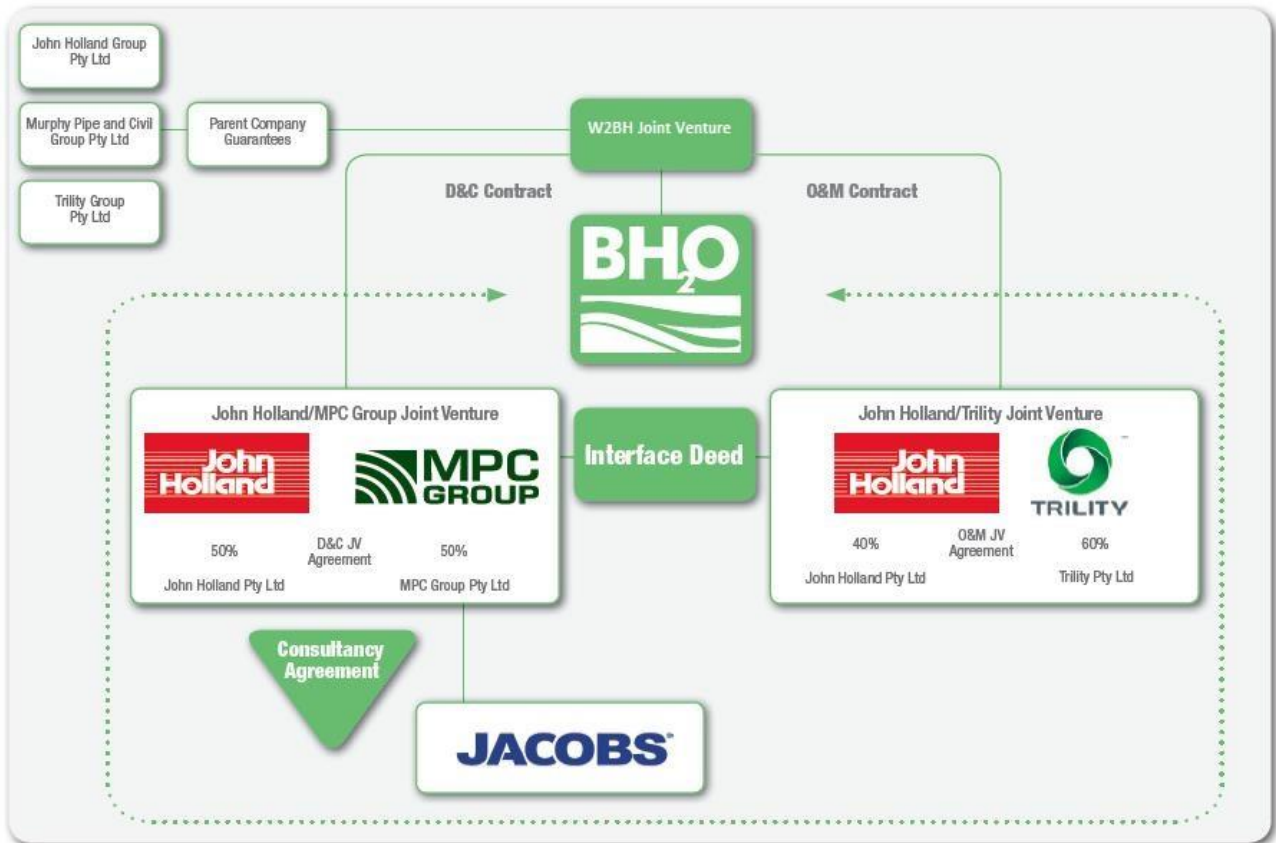 John Holland Group
Pty Ltd
Murphy Pipe and Civil
Group Pty Ltd
Parent Company
Guarantees
W2BH Joint Venture
Trility Group
Pty Ltd
D&C Contract
O&M Contract
BH2O
John Holland/MPC Group Joint Venture
John
Holland
MPC
GROUP
50%
D&C JV
Agreement
50%
John Holland Pty Ltd
MPC Group Pty Ltd
Interface Deed
John Holland/Trility Joint Venture
John
Holland
TRILITY
40%
O&M JV
Agreement
60%
John Holland Pty Ltd
Trility Pty Ltd
Consultancy
Agreement
JACOBS